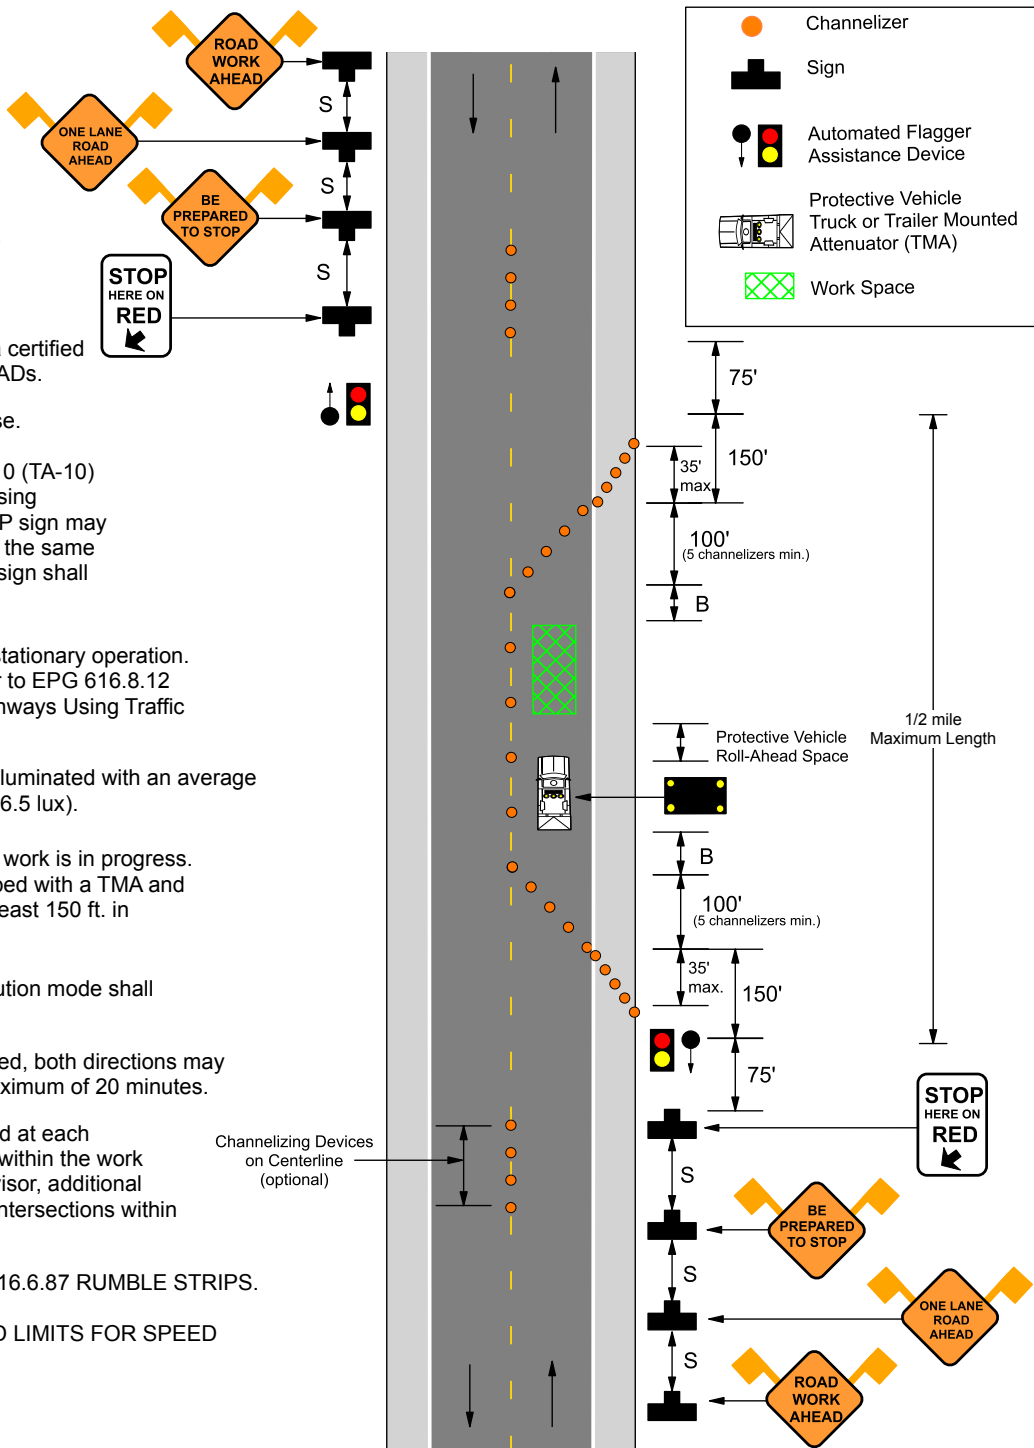 ROAD
WORK
AHEAD
S
ONE LANE
ROAD
AHEAD
S
BE
PREPARED
TO STOP
S
STOP
HERE ON
RED
Channelizer
Sign
Automated Flagger
Assistance Device
Protective Vehicle
Truck or Trailer Mounted
Attenuator (TMA)
Work Space
certified
ADs.
se.
0 (TA-10)
sing
P sign may
the same
sign shall
stationary operation.
r to EPG 616.8.12
hways Using Traffic
luminated with an average
6.5 lux).
work is in progress.
ped with a TMA and
east 150 ft. in
ution mode shall
ed, both directions may
ximum of 20 minutes.
d at each
within the work
visor, additional
ntersections within
16.6.87 RUMBLE STRIPS.
D LIMITS FOR SPEED
75'
150'
35'
max.
100'
(5 channelizers min.)
B
1/2 mile
Maximum Length
Protective Vehicle
Roll-Ahead Space
B
100'
(5 channelizers min.)
35'
max.
150'
75'
Channelizing Devices
on Centerline
(optional)
STOP
HERE ON
RED
S
BE
PREPARED
TO STOP
S
ONE LANE
ROAD
AHEAD
S
ROAD
WORK
AHEAD